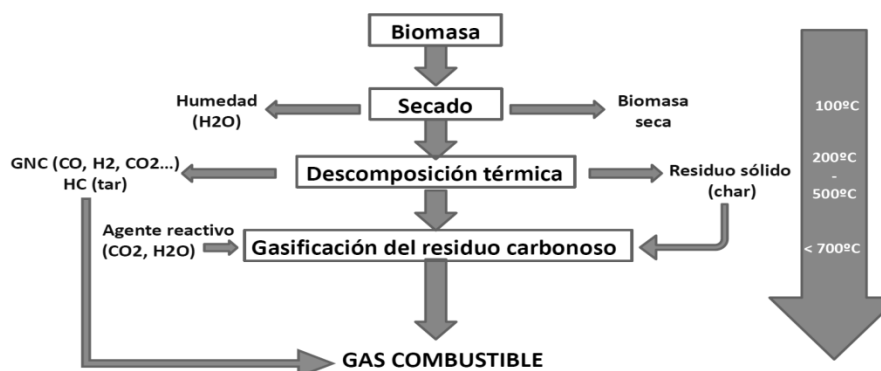 Biomasa
Humedad
(H2O)
Secado
Biomasa
seca
100ºC
GNC (CO, H2, CO2...)
HC (tar)
Descomposición térmica
Residuo sólido
(char)
200ºC
-
500ºC
Agente reactivo
(CO2, H2O)
Gasificación del residuo carbonoso
< 700ºC
GAS COMBUSTIBLE